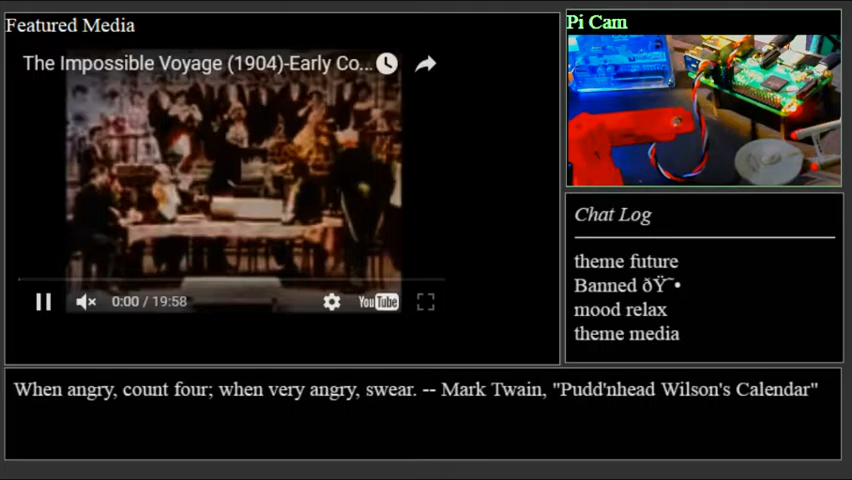 Featured Media
The Impossible Voyage (1904)-Early Co...
0:00 / 19:58
YouTube
Pi Cam
Chat Log
theme future
Banned ðŸ˜•
mood relax
theme media
When angry, count four; when very angry, swear. -- Mark Twain, "Pudd'nhead Wilson's Calendar"